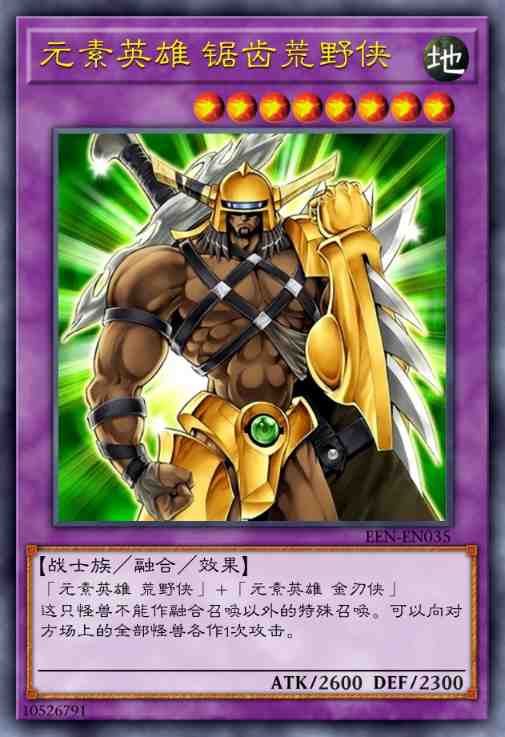 元素英雄 锯齿荒野侠
地
EEN-EN035
【战士族／融合／效果】
「元素英雄 荒野侠」+「元素英雄 金刃侠」
这只怪兽不能作融合召唤以外的特殊召唤。可以向对
方场上的全部怪兽各作1次攻击。
ATK/2600 DEF/2300
10526791